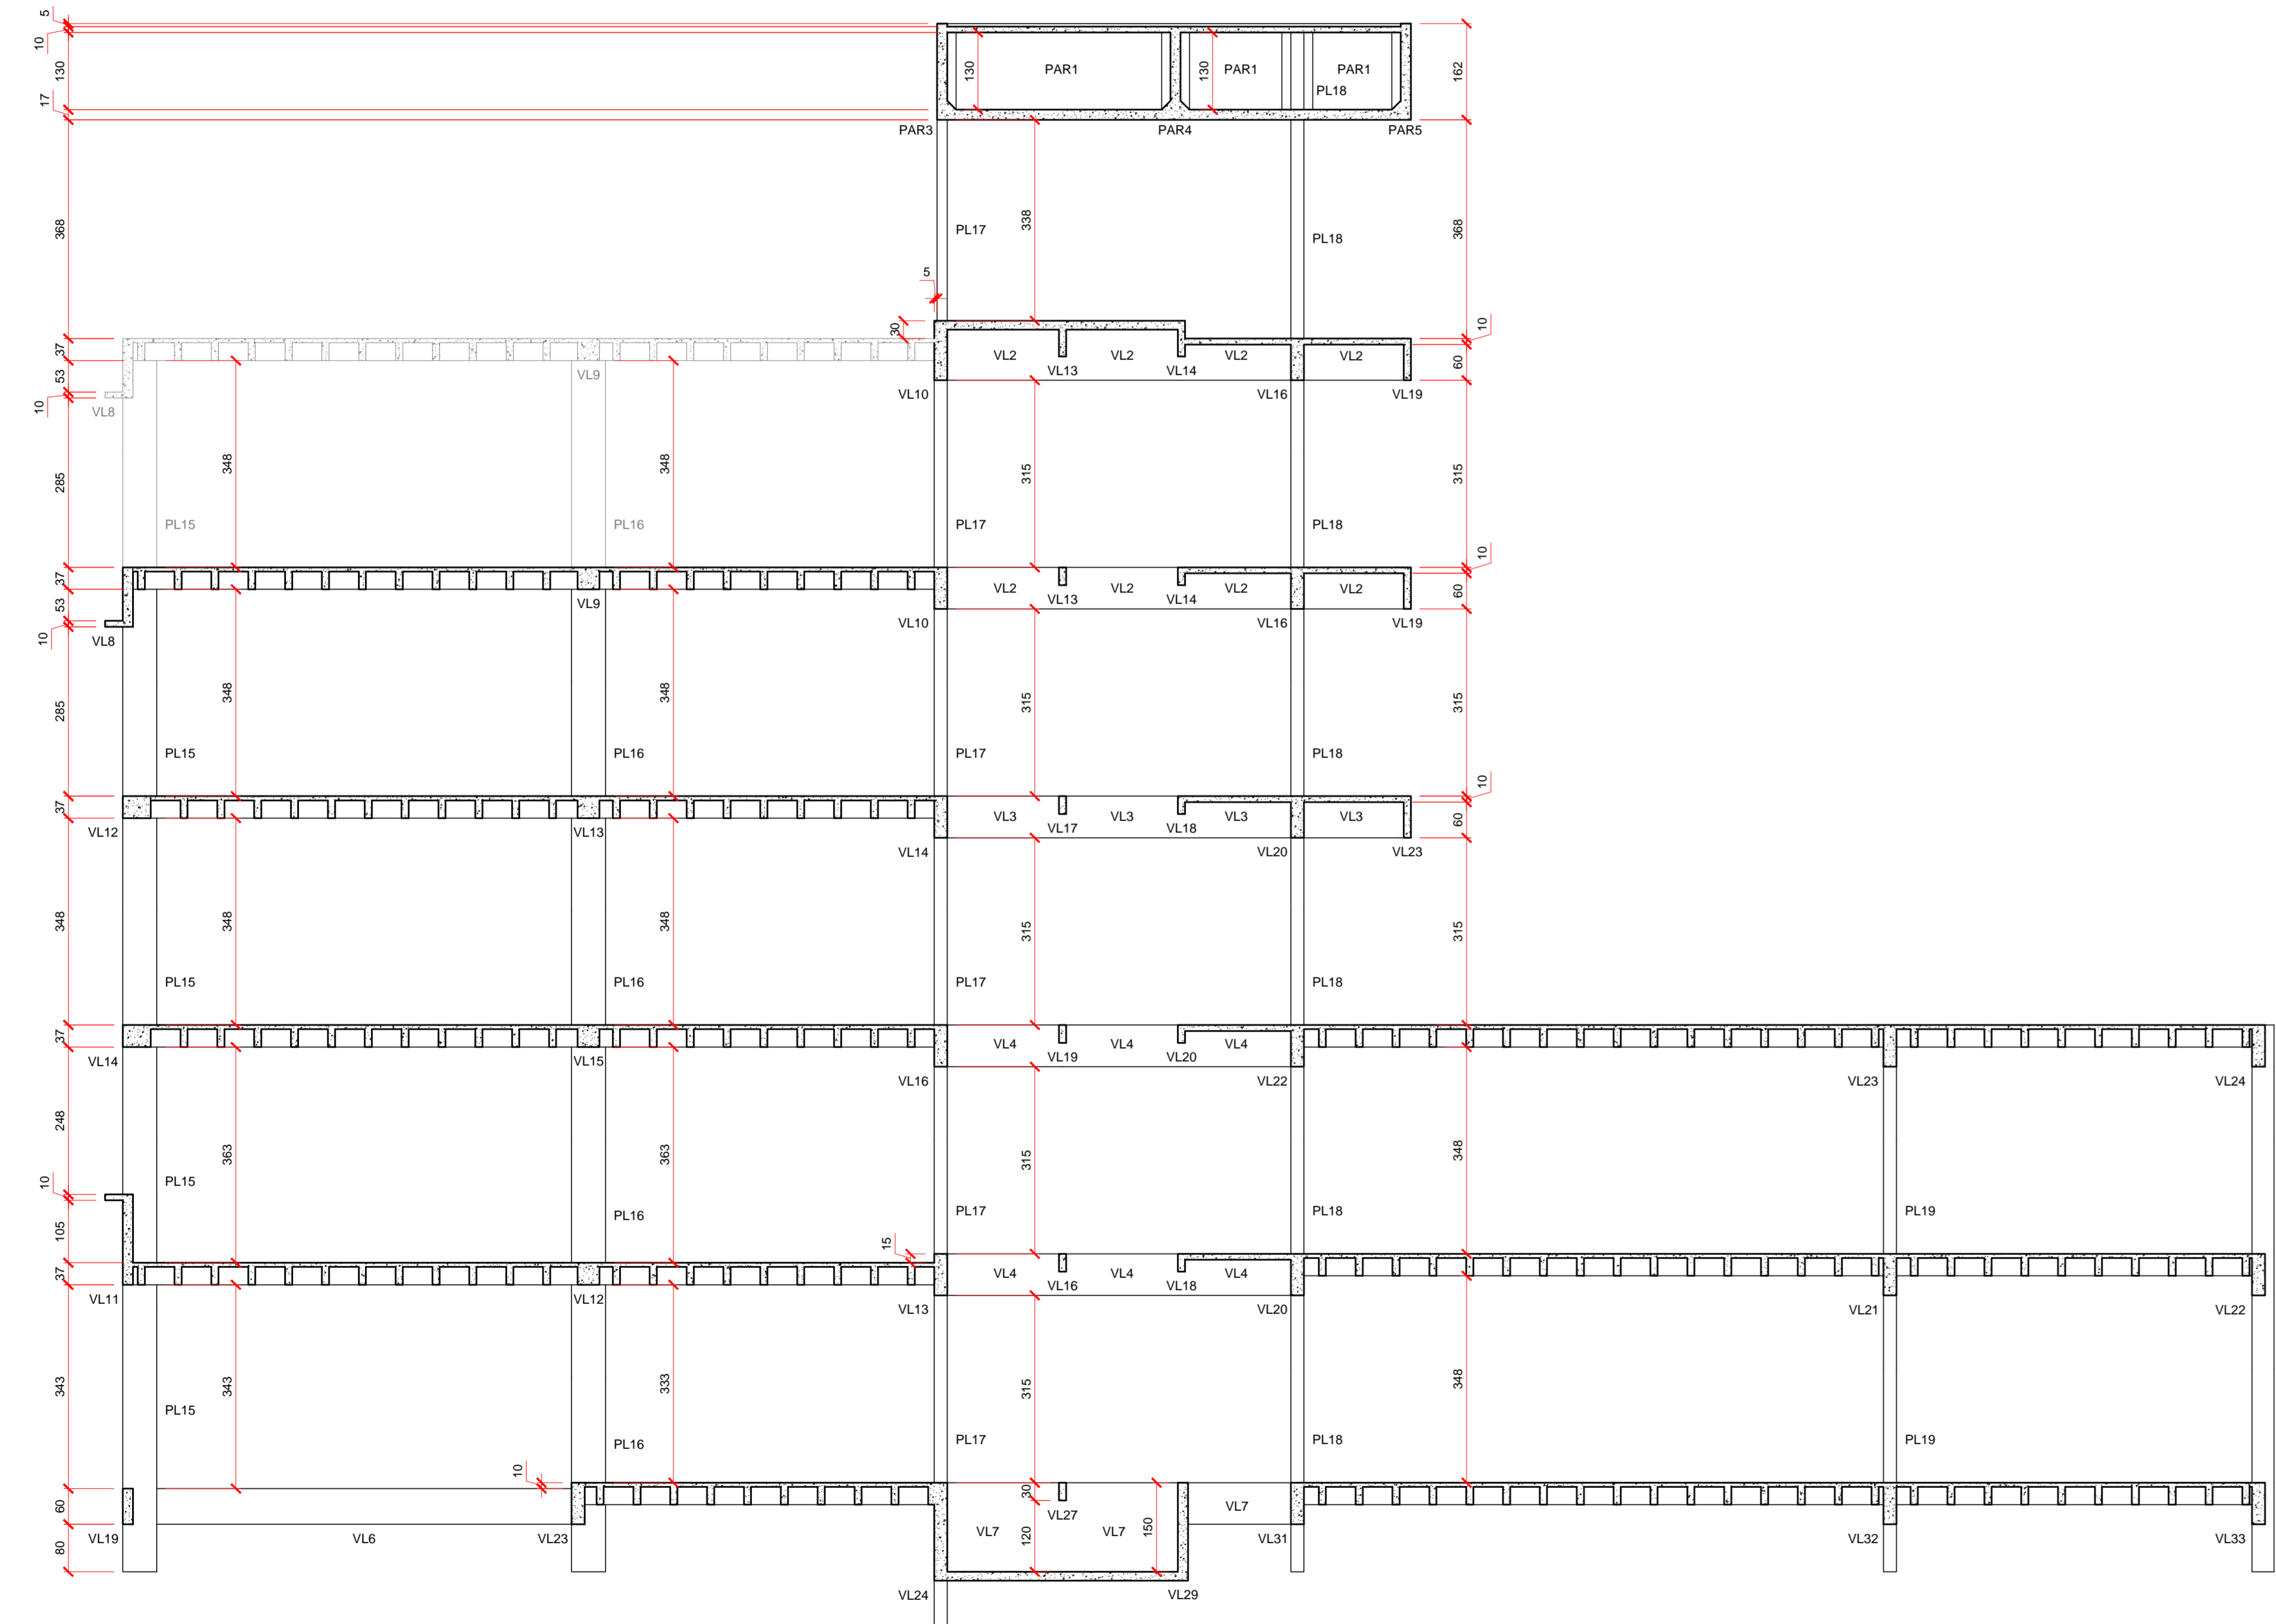 5
10
130
17
130
PAR1
130
PAR1
PAR1
PL18
162
PAR3
PAR4
PAR5
368
PL17
338
PL18
368
5
30
10
37
53
10
VL8
VL9
VL10
VL2
VL13
VL2
VL14
VL2
VL16
VL2
VL19
60
285
348
348
315
315
PL15
PL16
PL17
PL18
10
37
53
10
VL8
VL9
VL10
VL2
VL13
VL2
VL14
VL2
VL16
VL2
VL19
60
285
348
348
315
315
PL15
PL16
PL17
PL18
10
37
VL12
VL13
VL14
VL3
VL17
VL3
VL18
VL3
VL20
VL3
VL23
60
348
348
348
315
315
PL15
PL16
PL17
PL18
37
VL14
VL15
VL16
VL4
VL19
VL4
VL20
VL4
VL22
VL23
VL24
248
363
363
315
348
10
PL15
PL16
PL17
PL18
PL19
105
15
37
VL11
VL12
VL13
VL4
VL16
VL4
VL18
VL4
VL20
VL21
VL22
343
343
333
315
348
PL15
PL16
PL17
PL18
PL19
10
60
30
VL27
VL7
VL19
VL6
VL23
VL7
VL7
120
150
VL31
VL32
VL33
80
VL24
VL29